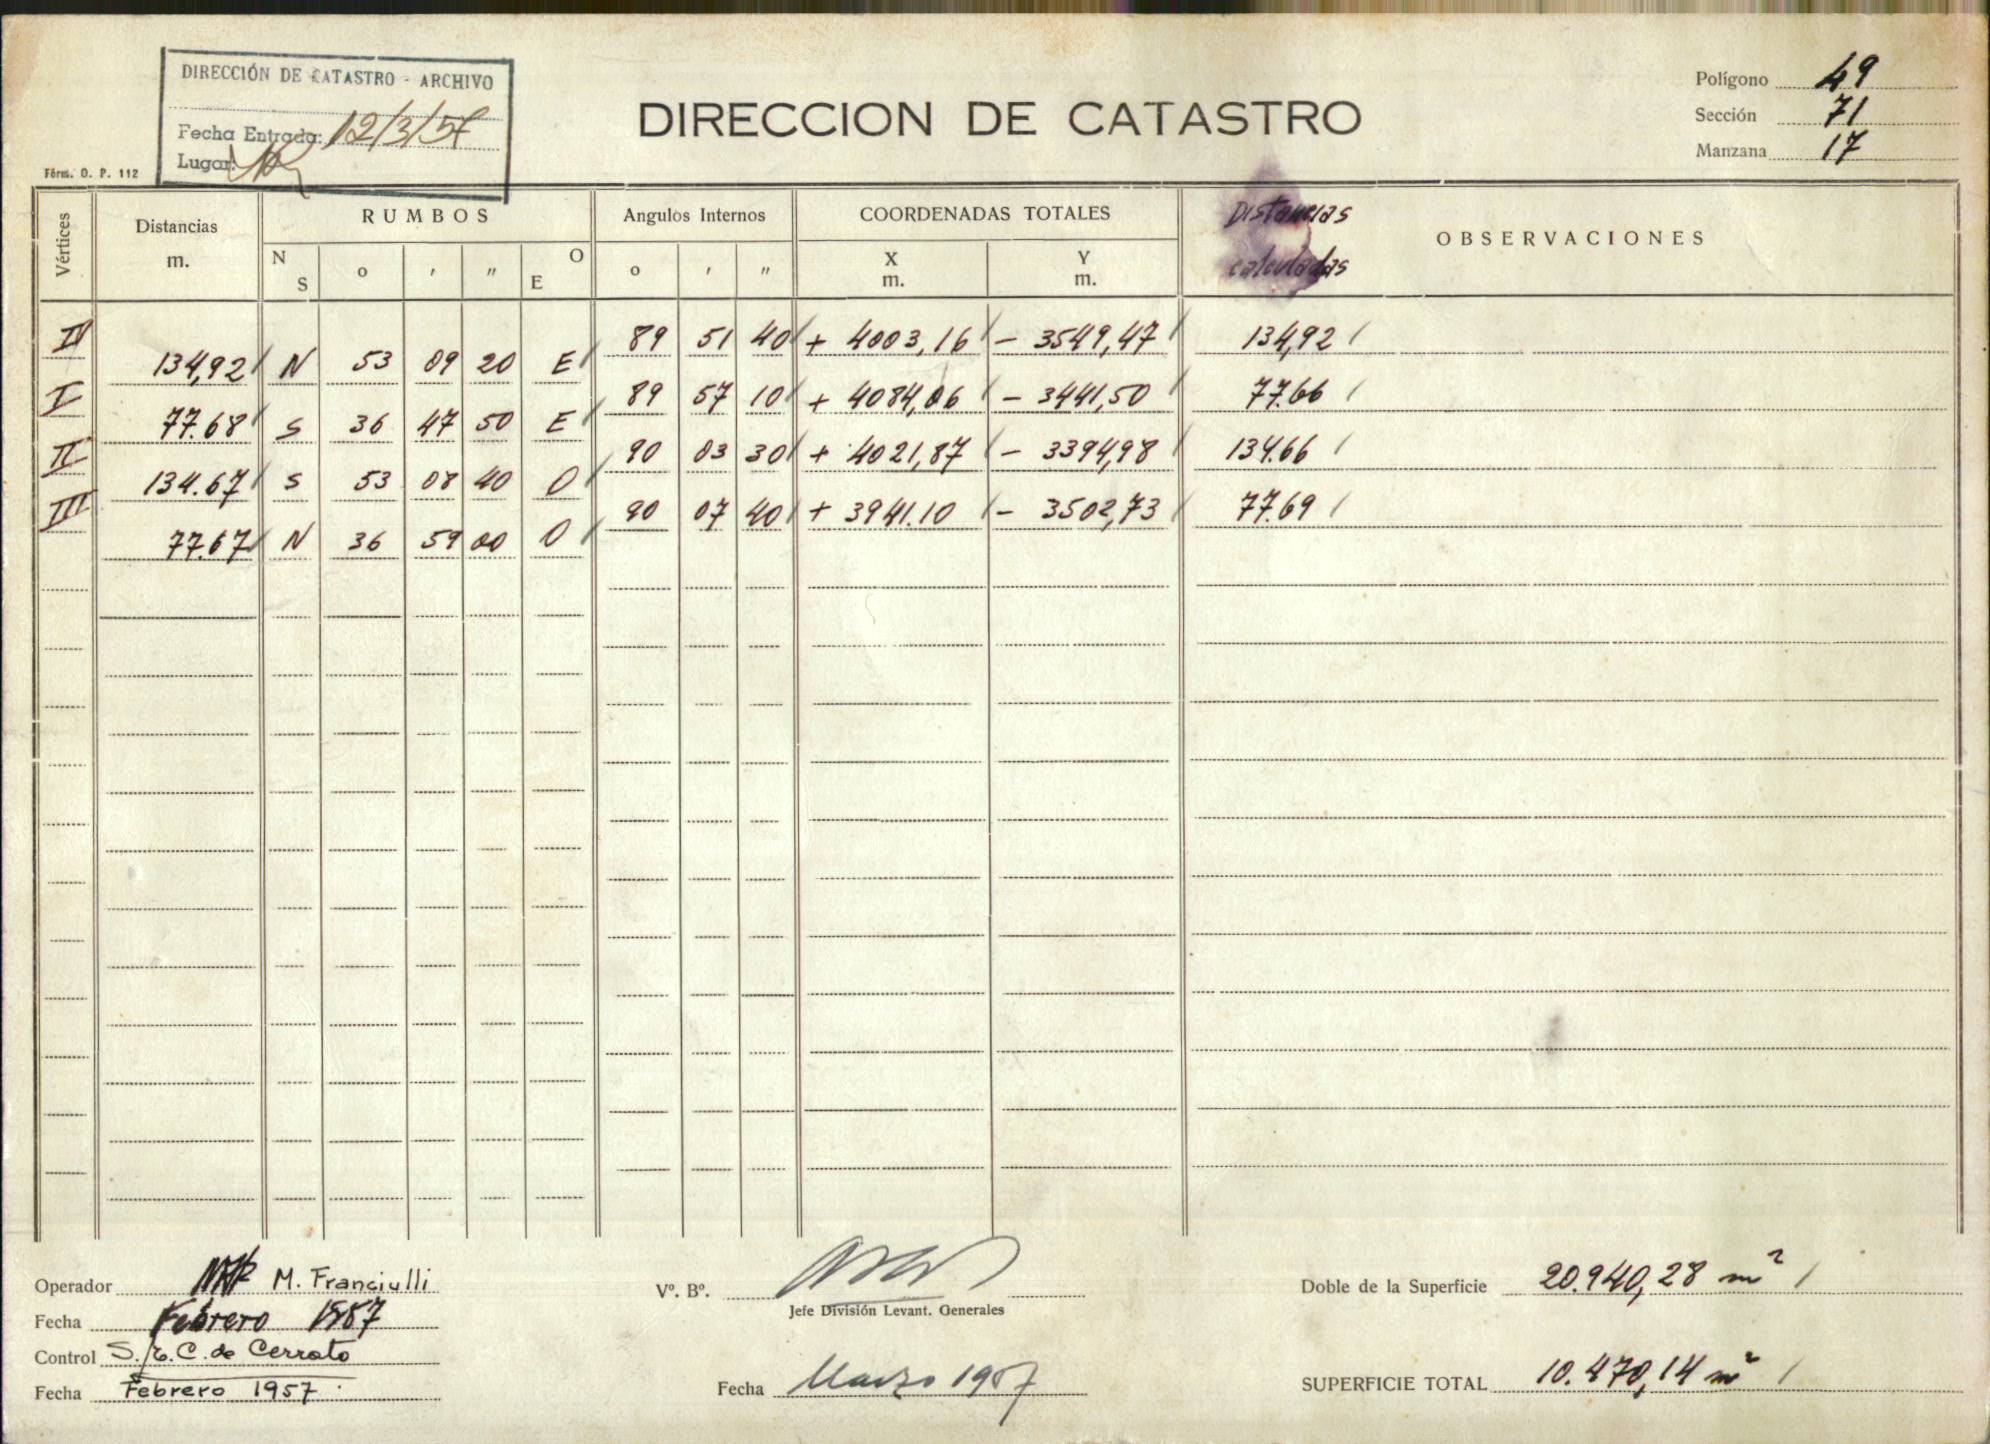 DIRECCIÓN DE CATASTRO - ARCHIVO
Fecha Entrada: 12/3/57
Lugar:
Fórm. O. P. 112
DIRECCION DE CATASTRO
Polígono 49
Sección 71
Manzana 17
Vértices Distancias m. RUMBOS Angulos Internos COORDENADAS TOTALES Distancias calculadas OBSERVACIONES
N S o ' " O E o ' " X m. Y m.
IV 89 51 40 + 4003,16 - 3549,47 134,92
134,92 N 53 09 20 E
I 89 57 10 + 4084,06 - 3441,50 77.66
77.68 S 36 47 50 E
II 90 03 30 + 4021,87 - 3394,98 134.66
134.67 S 53 08 40 O
III 90 07 40 + 3941.10 - 3502,73 77.69
77.67 N 36 59 00 O
Operador M. Franciulli
Fecha Febrero 1957
Control S. E. C. de Cerrato
Fecha Febrero 1957
Vº. Bº.
Jefe División Levant. Generales
Fecha Marzo 1957
Doble de la Superficie 20.940,28 m²
SUPERFICIE TOTAL 10.470,14 m²